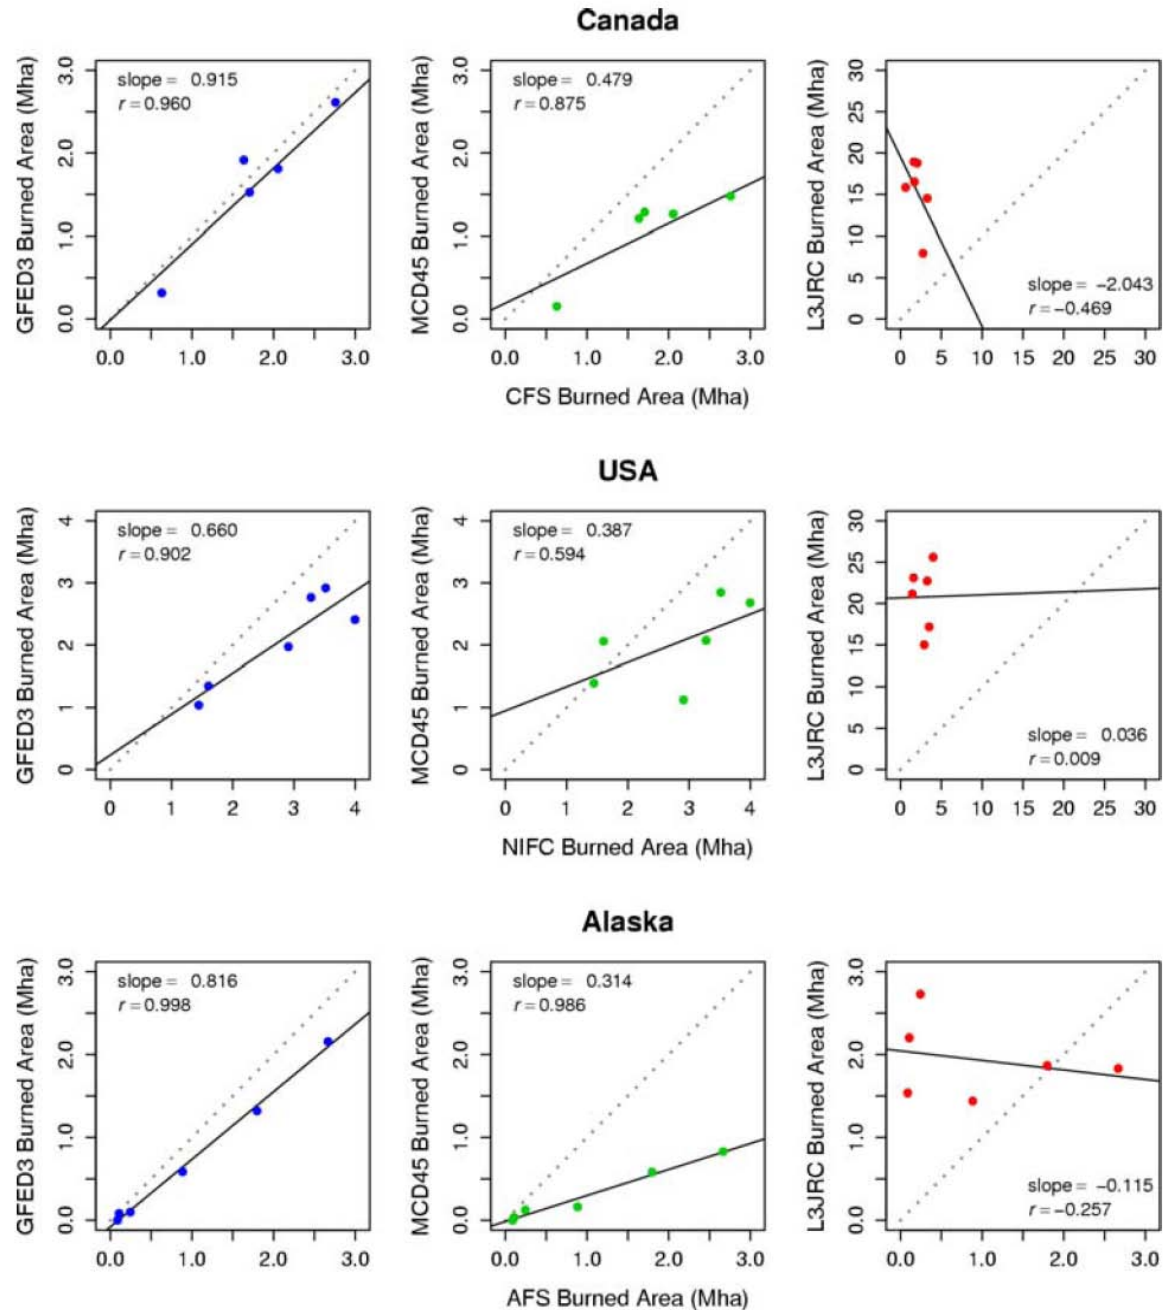 Canada
GFED3 Burned Area (Mha)
3.0
2.0
1.0
0.0
slope = 0.915
r = 0.960
0.0 1.0 2.0 3.0
MCD45 Burned Area (Mha)
3.0
2.0
1.0
0.0
slope = 0.479
r = 0.875
0.0 1.0 2.0 3.0
CFS Burned Area (Mha)
L3JRC Burned Area (Mha)
30
25
20
15
10
5
0
slope = −2.043
r = −0.469
0 5 10 15 20 25 30
USA
GFED3 Burned Area (Mha)
4
3
2
1
0
slope = 0.660
r = 0.902
0 1 2 3 4
MCD45 Burned Area (Mha)
4
3
2
1
0
slope = 0.387
r = 0.594
0 1 2 3 4
NIFC Burned Area (Mha)
L3JRC Burned Area (Mha)
30
25
20
15
10
5
0
slope = 0.036
r = 0.009
0 5 10 15 20 25 30
Alaska
GFED3 Burned Area (Mha)
3.0
2.0
1.0
0.0
slope = 0.816
r = 0.998
0.0 1.0 2.0 3.0
MCD45 Burned Area (Mha)
3.0
2.0
1.0
0.0
slope = 0.314
r = 0.986
0.0 1.0 2.0 3.0
AFS Burned Area (Mha)
L3JRC Burned Area (Mha)
3.0
2.0
1.0
0.0
slope = −0.115
r = −0.257
0.0 1.0 2.0 3.0